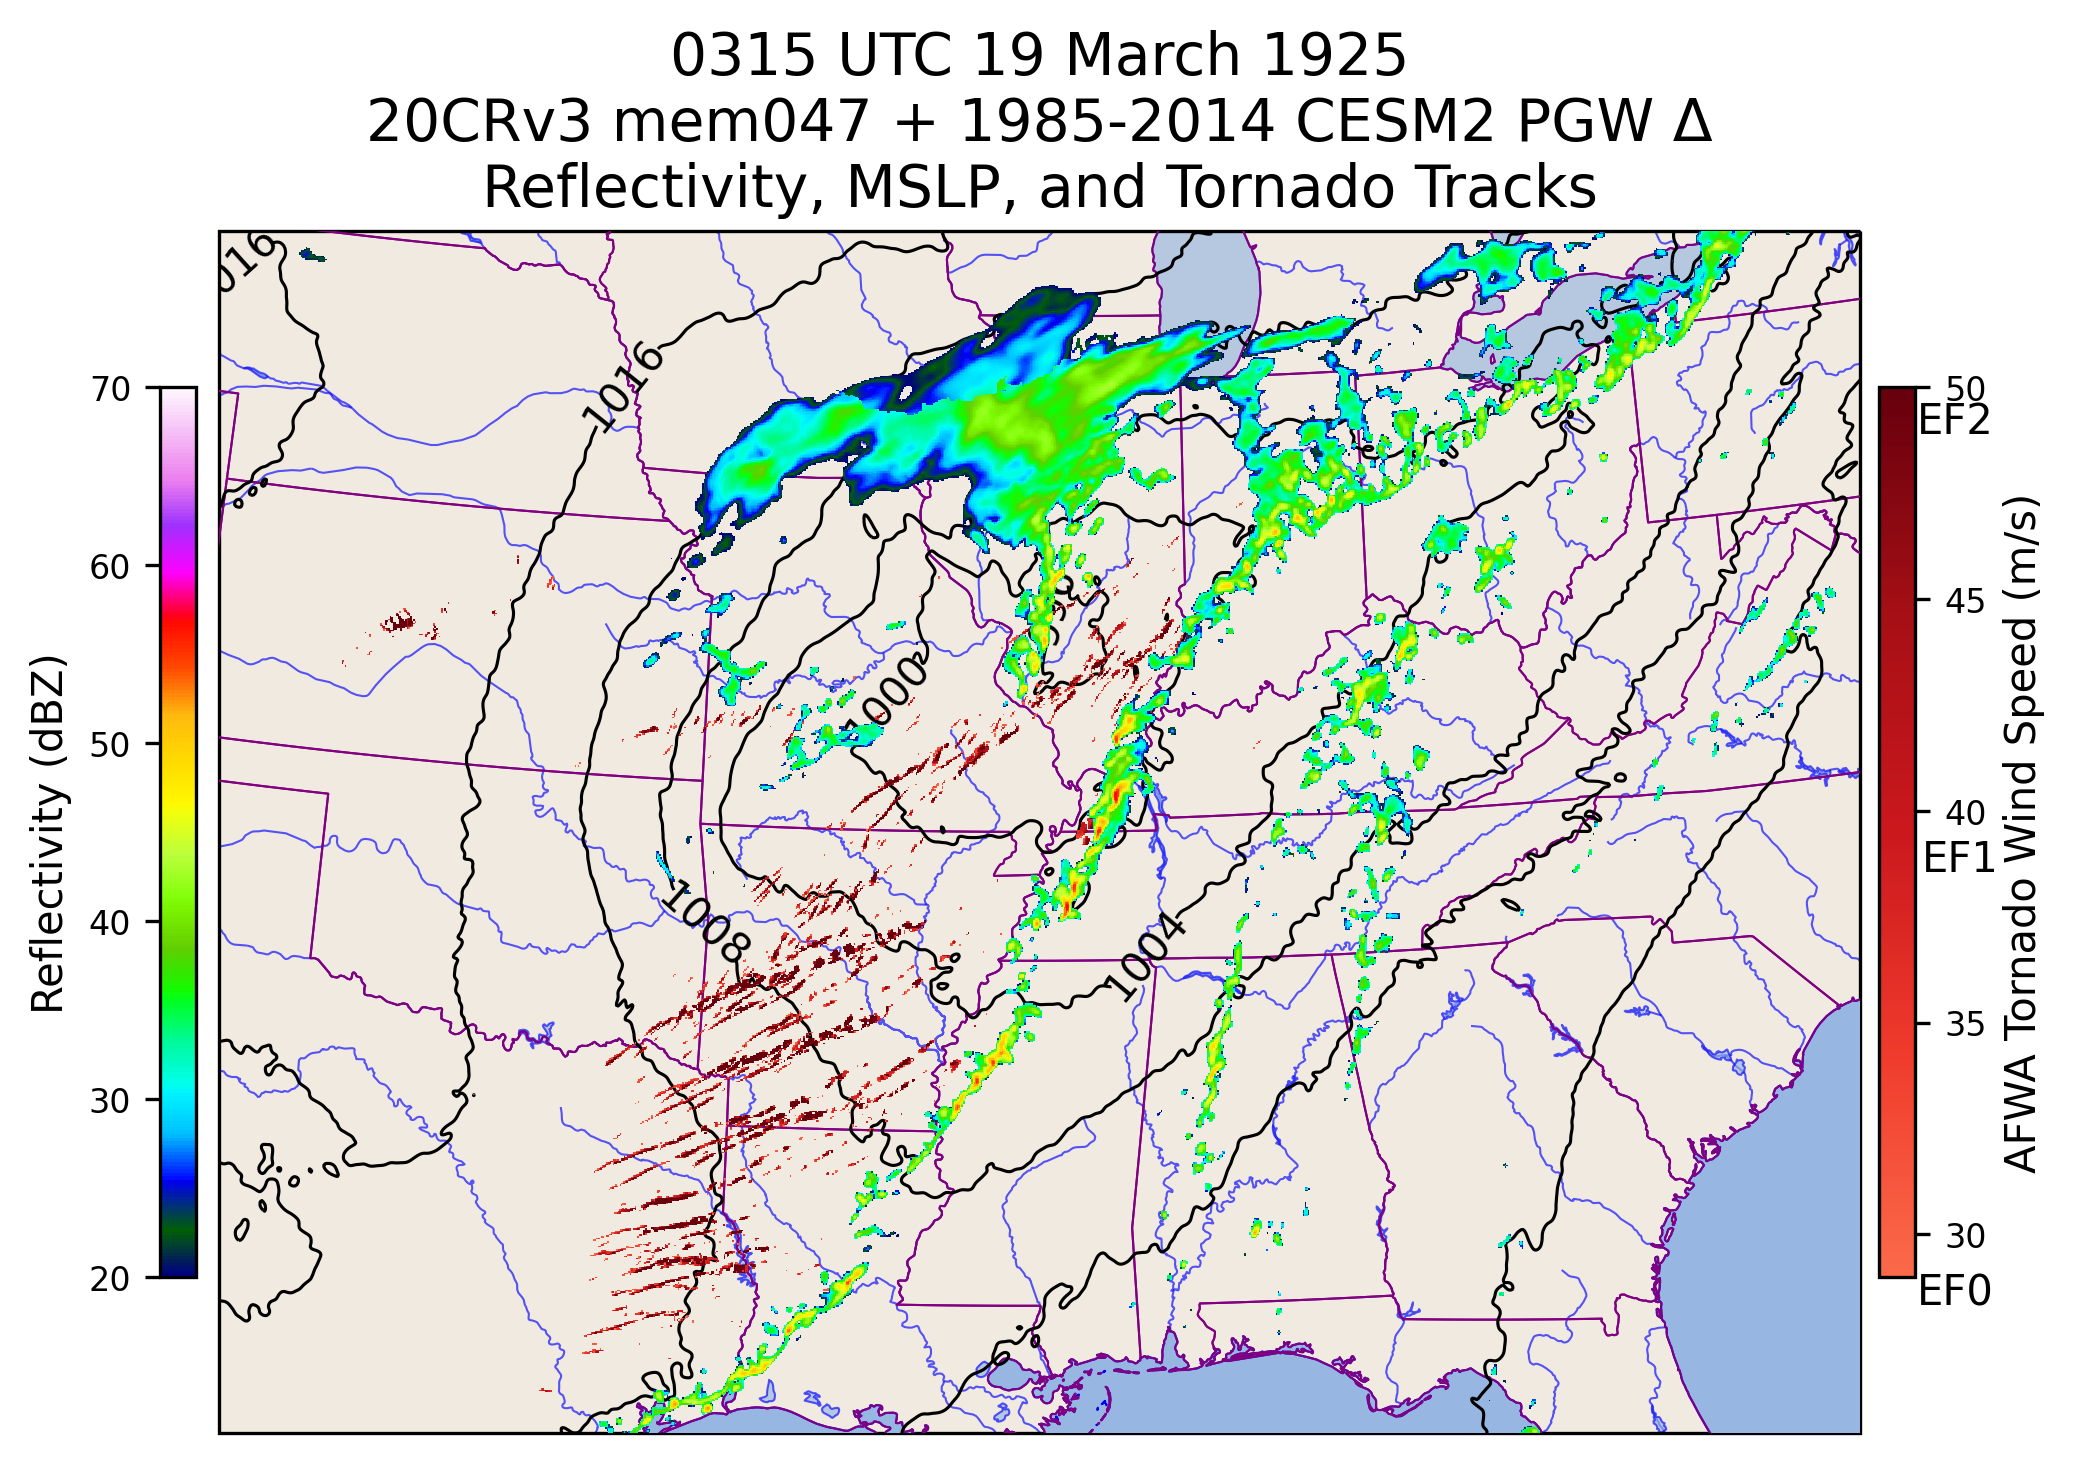 0315 UTC 19 March 1925
20CRv3 mem047 + 1985-2014 CESM2 PGW Δ
Reflectivity, MSLP, and Tornado Tracks
016
1016
1000
1008
1004
70
60
50
40
30
20
Reflectivity (dBZ)
50
EF2
45
40
EF1
35
30
EF0
AFWA Tornado Wind Speed (m/s)